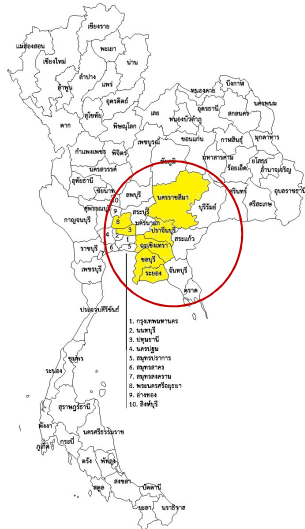 เชียงราย
แม่ฮ่องสอน
พะเยา
เชียงใหม่
น่าน
ลำปาง
ลำพูน
แพร่
อุตรดิตถ์
สุโขทัย
ตาก
พิษณุโลก
กำแพงเพชร
พิจิตร
เพชรบูรณ์
นครสวรรค์
อุทัยธานี
ชัยนาท
ลพบุรี
สุพรรณบุรี
สระบุรี
กาญจนบุรี
บึงกาฬ
หนองคาย
เลย
อุดรธานี
นครพนม
หนองบัวลำภู
สกลนคร
ขอนแก่น
กาฬสินธุ์
มุกดาหาร
ชัยภูมิ
มหาสารคาม
ร้อยเอ็ด
ยโสธร
อำนาจเจริญ
นครราชสีมา
บุรีรัมย์
สุรินทร์
ศรีสะเกษ
อุบลราชธานี
นครนายก
ปราจีนบุรี
ฉะเชิงเทรา
สระแก้ว
ชลบุรี
ระยอง
จันทบุรี
ตราด
ราชบุรี
เพชรบุรี
ประจวบคีรีขันธ์
10
9
8
3
4
2
1
5
6
7
1. กรุงเทพมหานคร
2. นนทบุรี
3. ปทุมธานี
4. นครปฐม
5. สมุทรปราการ
6. สมุทรสาคร
7. สมุทรสงคราม
8. พระนครศรีอยุธยา
9. อ่างทอง
10. สิงห์บุรี
ชุมพร
ระนอง
สุราษฎร์ธานี
พังงา
ภูเก็ต
กระบี่
นครศรีธรรมราช
ตรัง
พัทลุง
สตูล
สงขลา
ปัตตานี
ยะลา
นราธิวาส